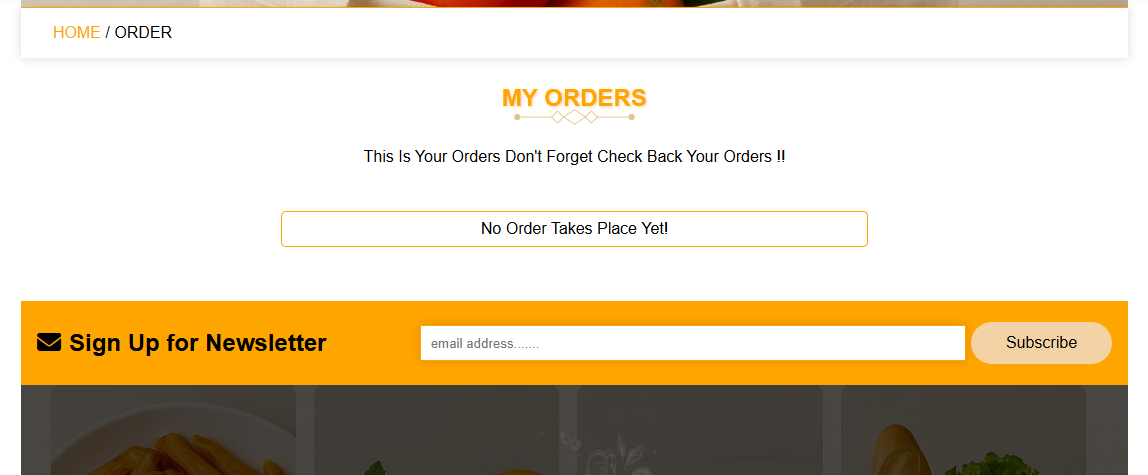 HOME / ORDER
MY ORDERS
This Is Your Orders Don't Forget Check Back Your Orders !!
No Order Takes Place Yet!
Sign Up for Newsletter
email address.......
Subscribe